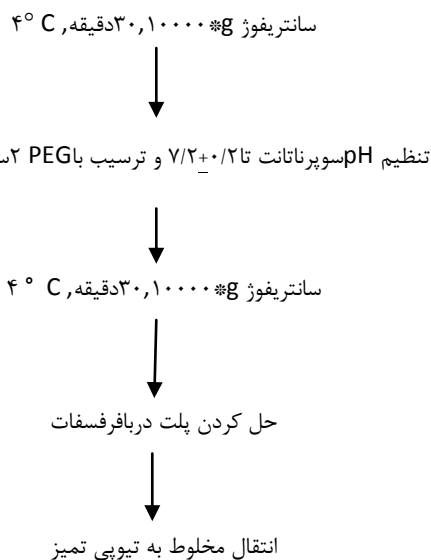 سانتریفوژ g*۳۰,۱۰۰۰۰دقیقه, ۴° C
تنظیم pHسوپرناتانت تا۷/۲±۰/۲ و ترسیب باPEG ۲
سانتریفوژ g*۳۰,۱۰۰۰۰دقیقه, ۴ ° C
حل کردن پلت دربافرفسفات
انتقال مخلوط به تیوپی تمیز